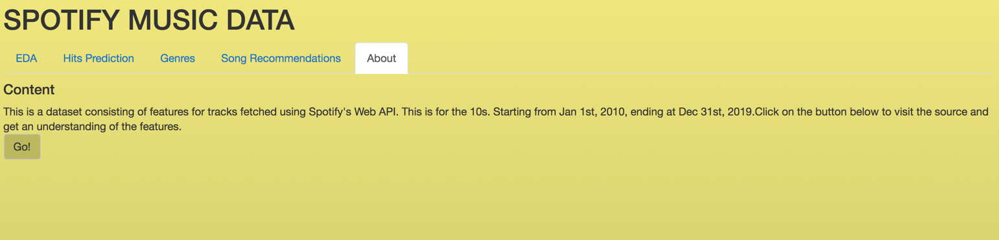 SPOTIFY MUSIC DATA
EDA Hits Prediction Genres Song Recommendations About
Content
This is a dataset consisting of features for tracks fetched using Spotify's Web API. This is for the 10s. Starting from Jan 1st, 2010, ending at Dec 31st, 2019.Click on the button below to visit the source and
get an understanding of the features.
Go!